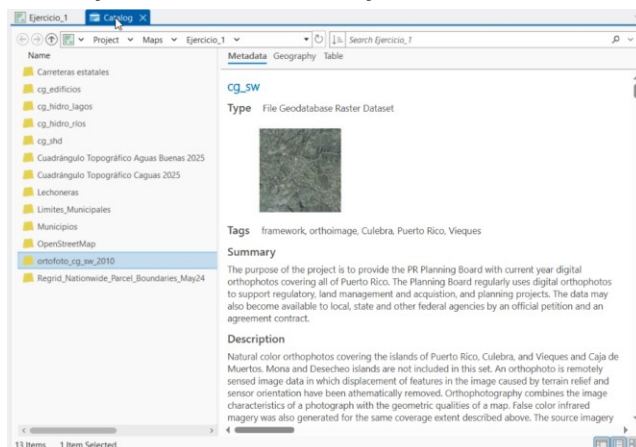 Ejercicio_1
Catalog
Project
Maps
Ejercicio_1
Search Ejercicio_1
Name
Carreteras estatales
cg_edificios
cg_hidro_lagos
cg_hidro_rios
cg_shd
Cuadrángulo Topográfico Aguas Buenas 2025
Cuadrángulo Topográfico Caguas 2025
Lechoneras
Limites_Municipales
Municipios
OpenStreetMap
ortofoto_cg_sw_2010
Regrid_Nationwide_Parcel_Boundaries_May24
13 Items
1 Item Selected
Metadata Geography Table
cg_sw
Type File Geodatabase Raster Dataset
Tags framework, orthoimage, Culebra, Puerto Rico, Vieques
Summary
The purpose of the project is to provide the PR Planning Board with current year digital
orthophotos covering all of Puerto Rico. The Planning Board regularly uses digital orthophotos
to support regulatory, land management and acquistion, and planning projects. The data may
also become available to local, state and other federal agencies by an official petition and an
agreement contract.
Description
Natural color orthophotos covering the islands of Puerto Rico, Culebra, and Vieques and Caja de
Muertos. Mona and Desecheo islands are not included in this set. An orthophoto is remotely
sensed image data in which displacement of features in the image caused by terrain relief and
sensor orientation have been athematically removed. Orthophotography combines the image
characteristics of a photograph with the geometric qualities of a map. False color infrared
magery was also generated for the same coverage extent described above. The source imagery